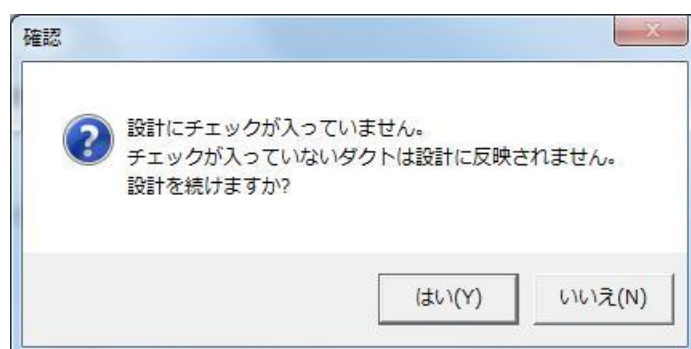 確認
設計にチェックが入っていません。
チェックが入っていないダクトは設計に反映されません。
設計を続けますか?
はい(Y)
いいえ(N)